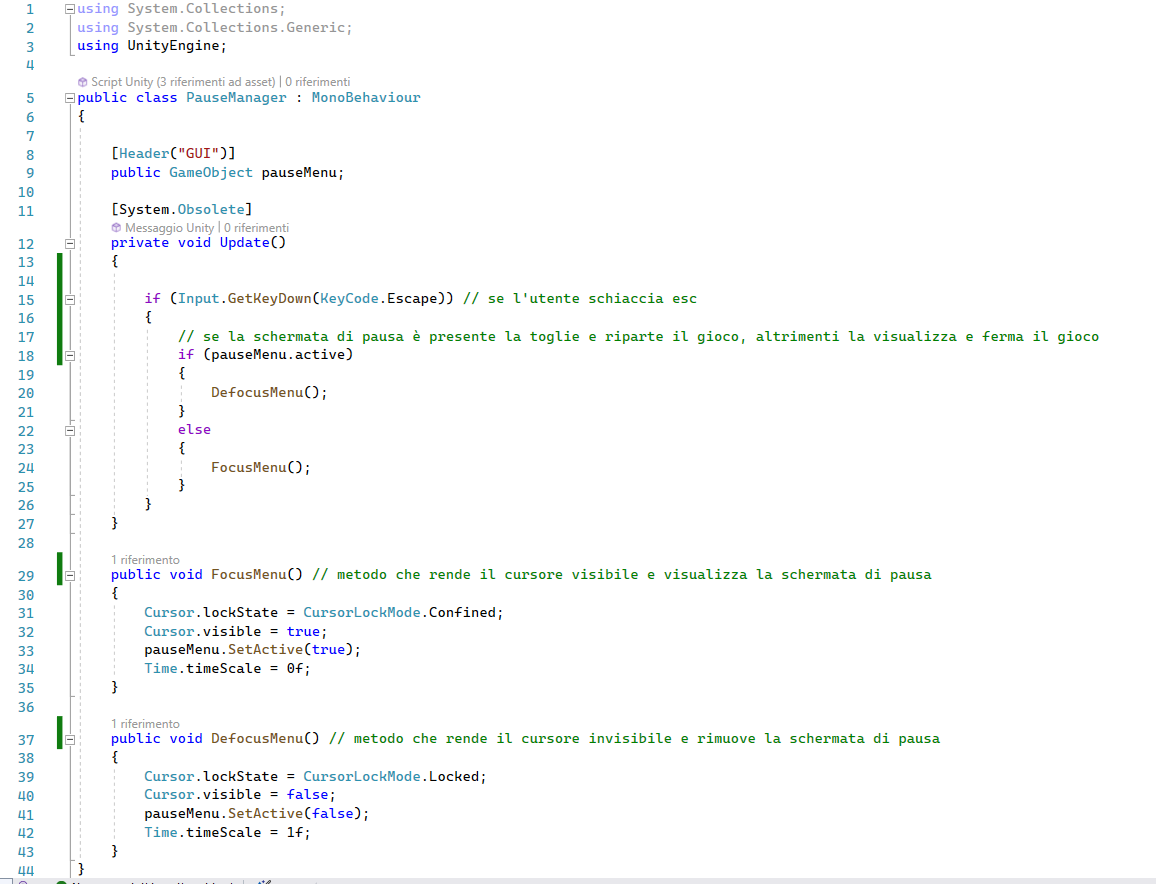 1 using System.Collections;
2 using System.Collections.Generic;
3 using UnityEngine;
4
Script Unity (3 riferimenti ad asset) | 0 riferimenti
5 public class PauseManager : MonoBehaviour
6 {
7
8 [Header("GUI")]
9 public GameObject pauseMenu;
10
11 [System.Obsolete]
Messaggio Unity | 0 riferimenti
12 private void Update()
13 {
14
15 if (Input.GetKeyDown(KeyCode.Escape)) // se l'utente schiaccia esc
16 {
17 // se la schermata di pausa è presente la toglie e riparte il gioco, altrimenti la visualizza e ferma il gioco
18 if (pauseMenu.active)
19 {
20 DefocusMenu();
21 }
22 else
23 {
24 FocusMenu();
25 }
26 }
27 }
28
1 riferimento
29 public void FocusMenu() // metodo che rende il cursore visibile e visualizza la schermata di pausa
30 {
31 Cursor.lockState = CursorLockMode.Confined;
32 Cursor.visible = true;
33 pauseMenu.SetActive(true);
34 Time.timeScale = 0f;
35 }
36
1 riferimento
37 public void DefocusMenu() // metodo che rende il cursore invisibile e rimuove la schermata di pausa
38 {
39 Cursor.lockState = CursorLockMode.Locked;
40 Cursor.visible = false;
41 pauseMenu.SetActive(false);
42 Time.timeScale = 1f;
43 }
44 }